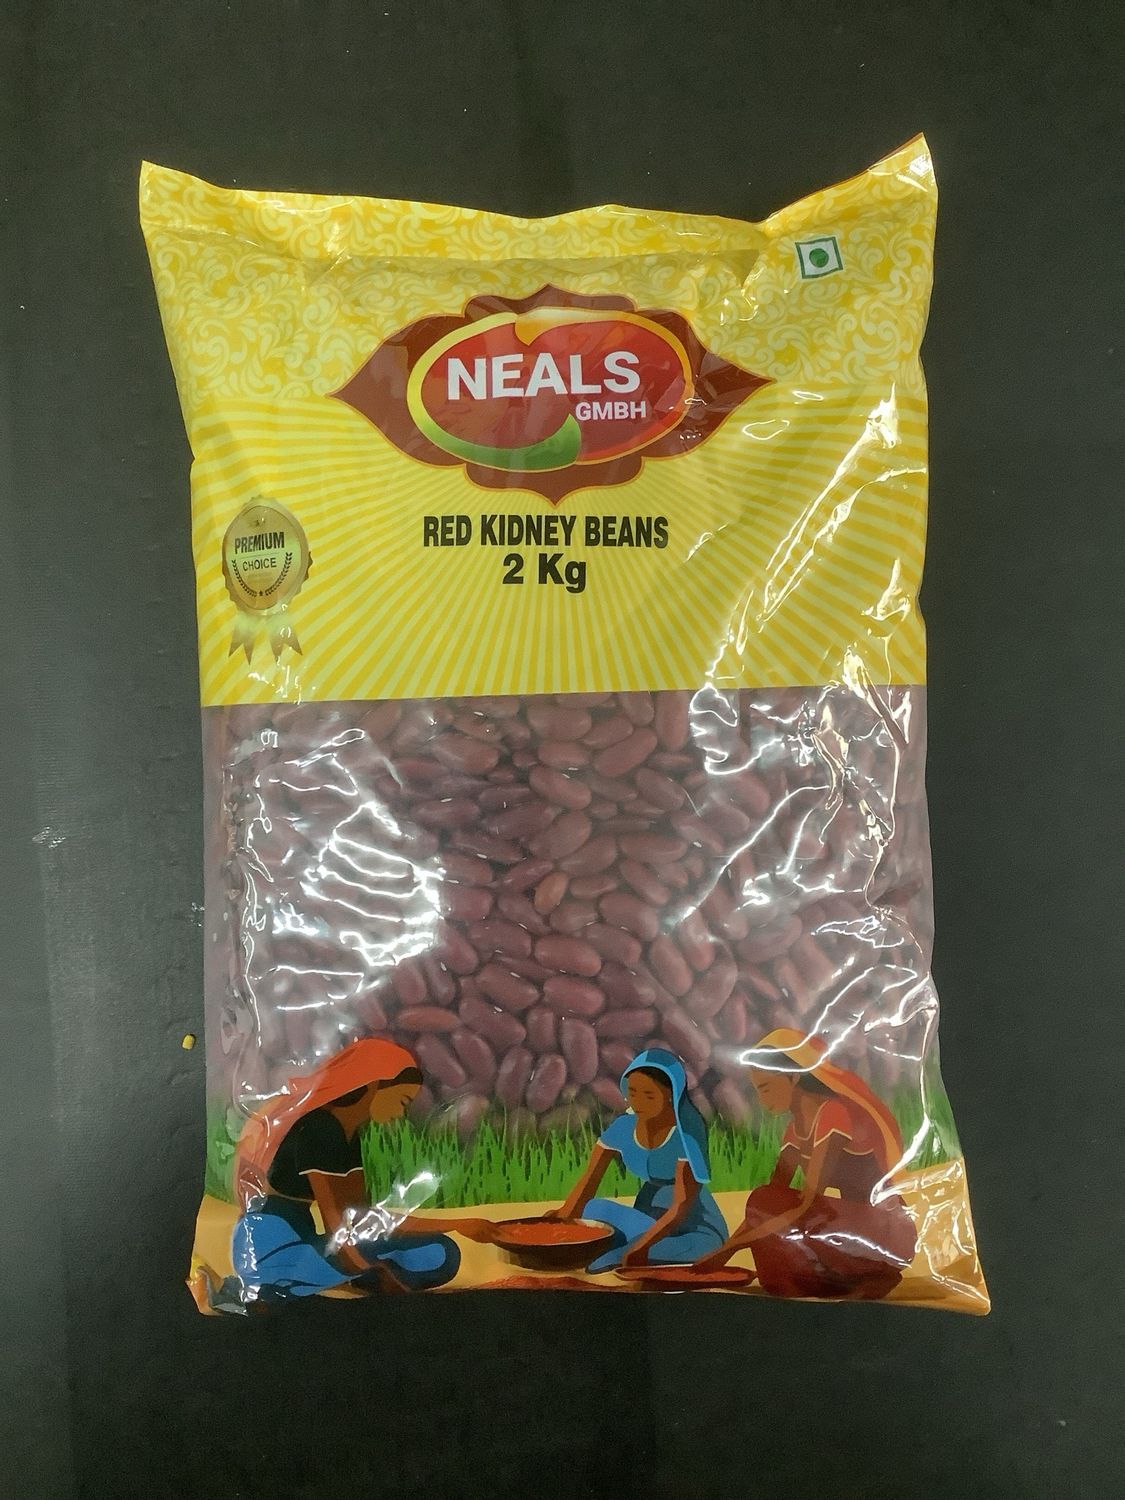 NEALS
GMBH
RED KIDNEY BEANS
2 Kg
PREMIUM
CHOICE